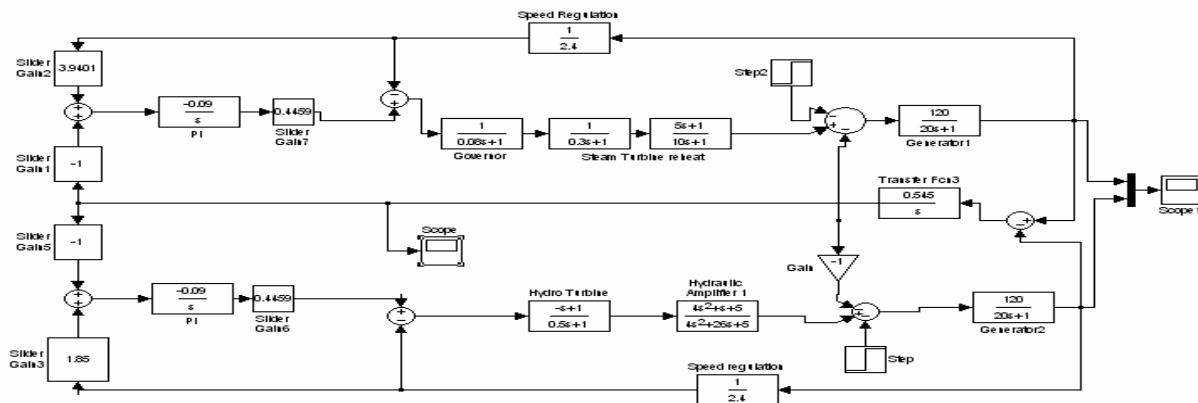 Speed Regulation
1
2.4
Slider
Gain2
3.9401
Step2
-0.09
s
PI
0.4459
Slider
Gain7
1
0.08s+1
Governor
1
0.3s+1
5s+1
10s+1
Steam Turbine reheat
120
20s+1
Generator1
Slider
Gain1
-1
Transfer Fcn3
0.545
s
Scope1
Slider
Gain5
-1
Scope
-1
Gain
-0.09
s
PI
0.4459
Slider
Gain6
Hydro Turbine
-s+1
0.5s+1
Hydraulic
Amplifier 1
4s²+s+5
4s²+26s+5
120
20s+1
Generator2
Slider
Gain3
1.85
Step
Speed regulation
1
2.4